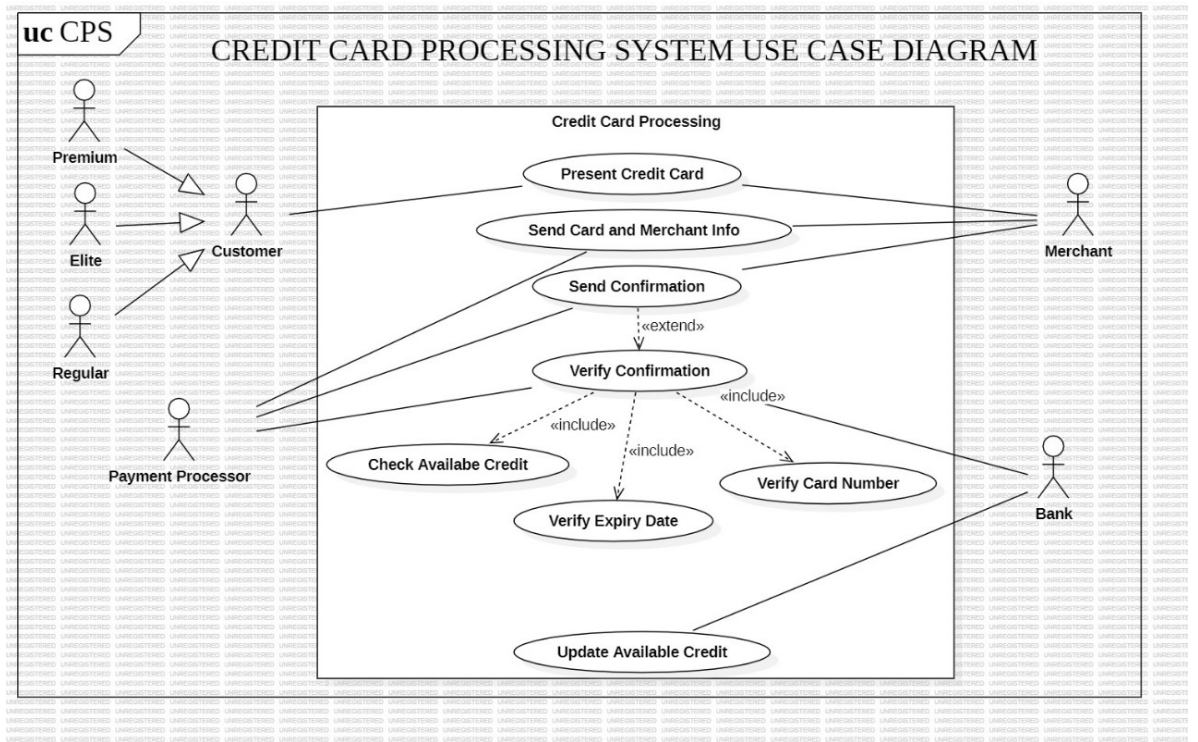 uc CPS
CREDIT CARD PROCESSING SYSTEM USE CASE DIAGRAM
Credit Card Processing
Premium
Elite
Regular
Customer
Payment Processor
Present Credit Card
Send Card and Merchant Info
Send Confirmation
«extend»
Verify Confirmation
«include»
«include»
«include»
Check Availabe Credit
Verify Card Number
Verify Expiry Date
Update Available Credit
Merchant
Bank
UNREGISTERED